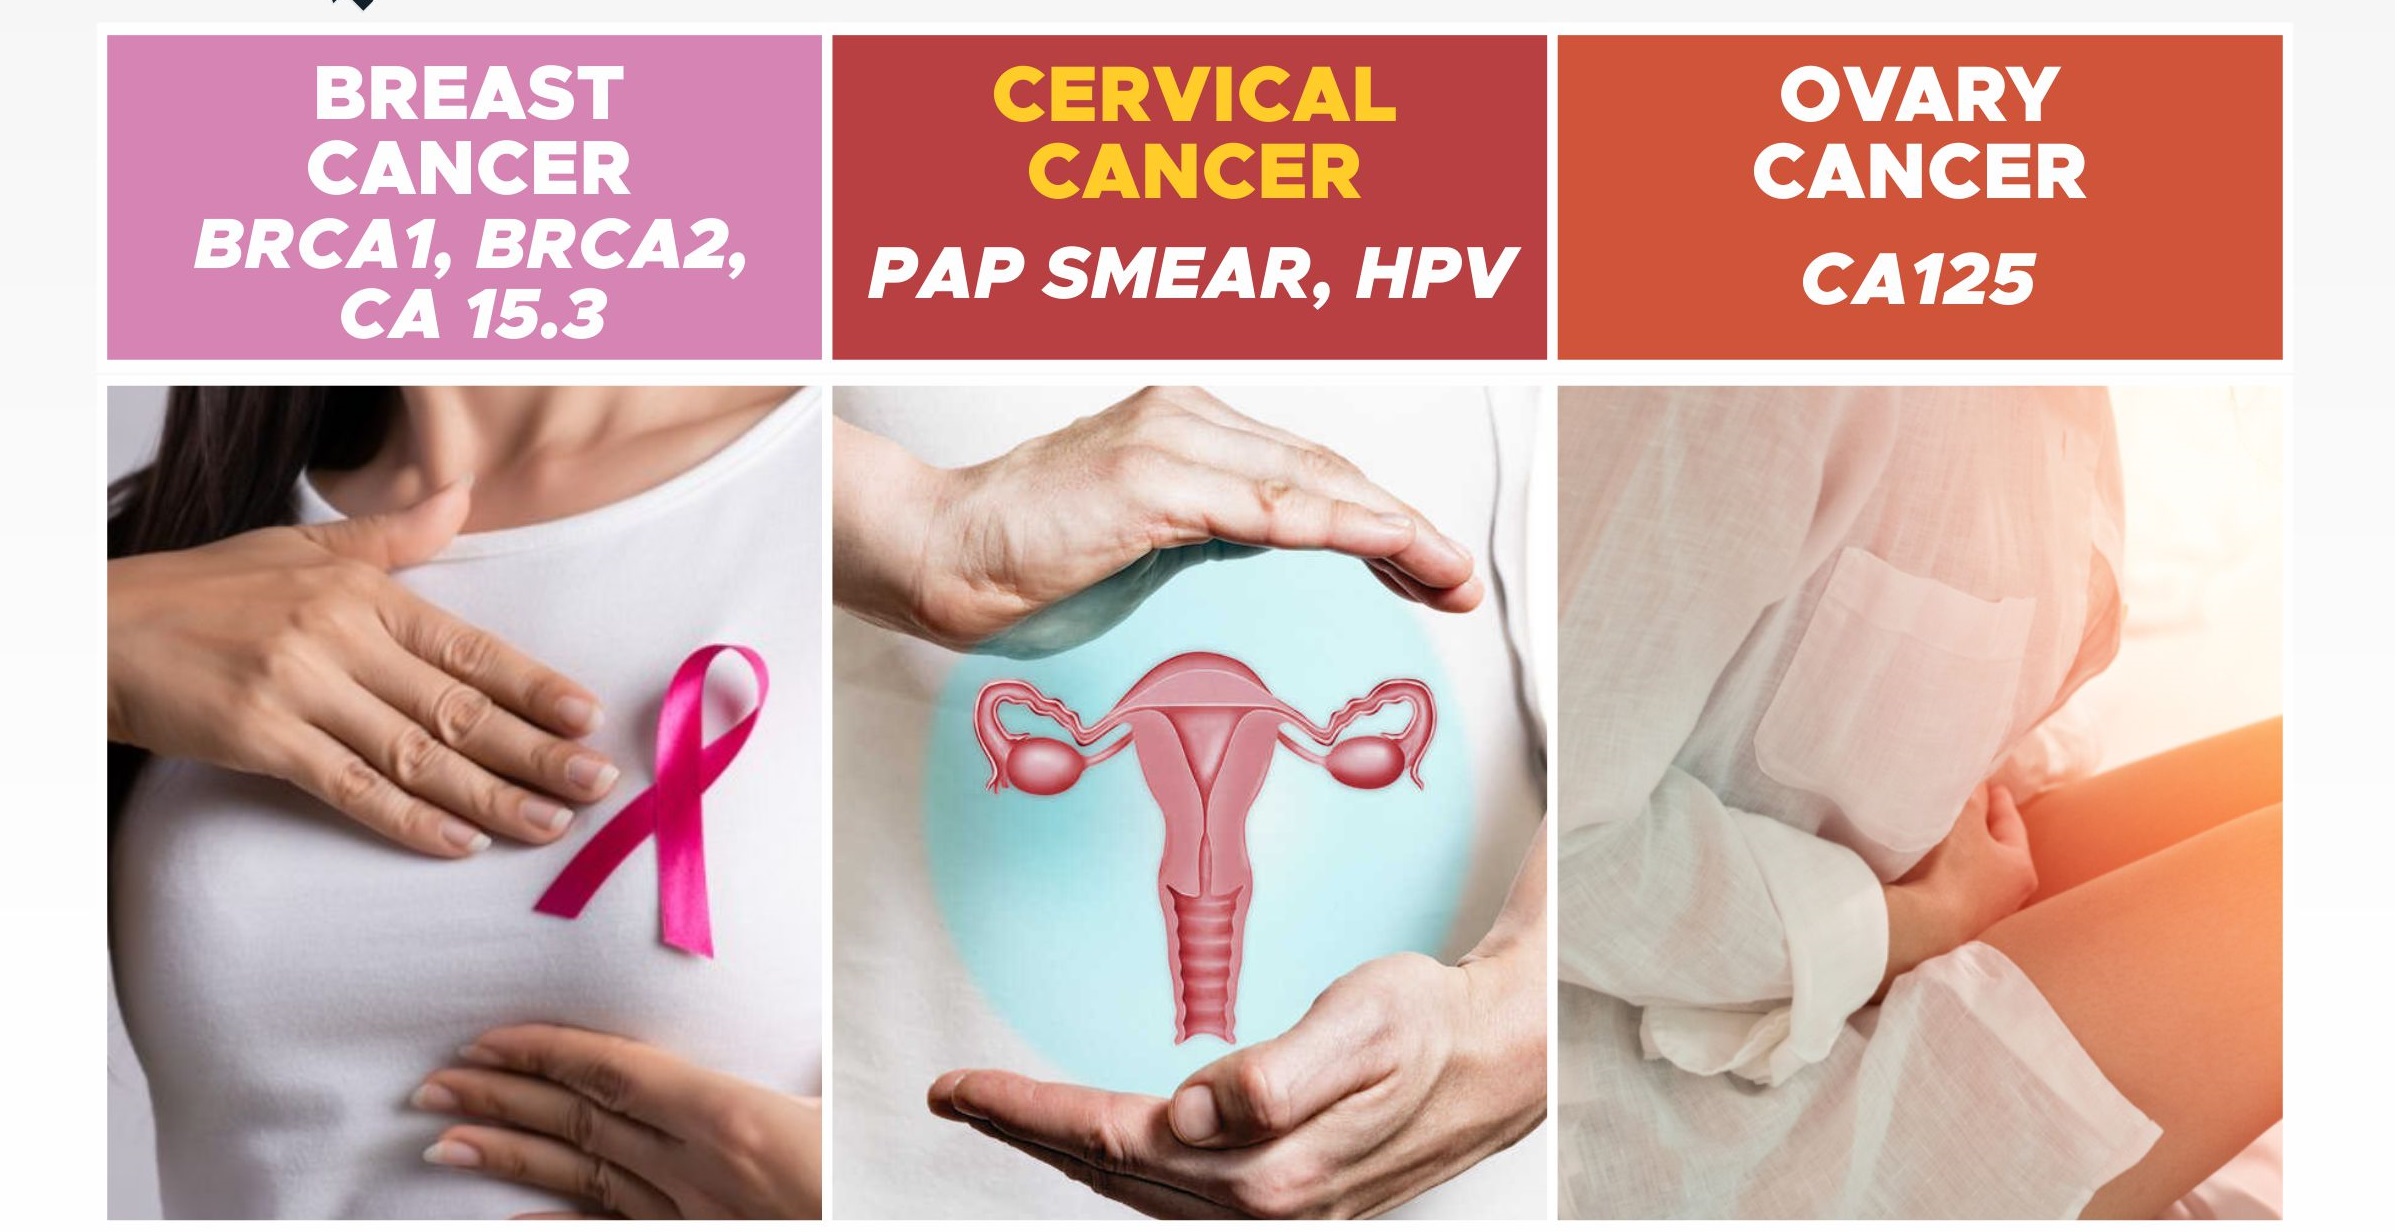 BREAST
CANCER
BRCA1, BRCA2,
CA 15.3
CERVICAL
CANCER
PAP SMEAR, HPV
OVARY
CANCER
CA125